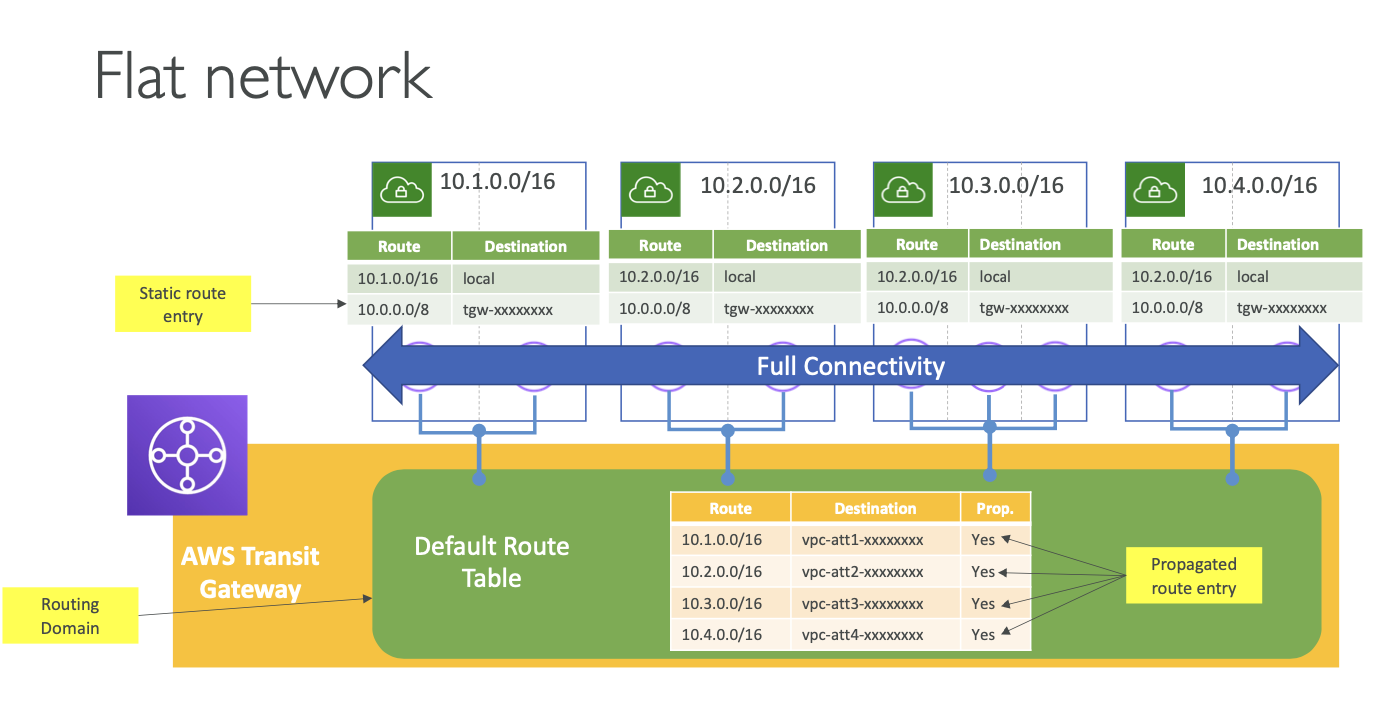 Flat network
10.1.0.0/16
10.2.0.0/16
10.3.0.0/16
10.4.0.0/16
Route Destination
10.1.0.0/16 local
10.0.0.0/8 tgw-xxxxxxxx
Route Destination
10.2.0.0/16 local
10.0.0.0/8 tgw-xxxxxxxx
Route Destination
10.2.0.0/16 local
10.0.0.0/8 tgw-xxxxxxxx
Route Destination
10.2.0.0/16 local
10.0.0.0/8 tgw-xxxxxxxx
Static route
entry
Full Connectivity
AWS Transit
Gateway
Routing
Domain
Default Route
Table
Route Destination Prop.
10.1.0.0/16 vpc-att1-xxxxxxxx Yes
10.2.0.0/16 vpc-att2-xxxxxxxx Yes
10.3.0.0/16 vpc-att3-xxxxxxxx Yes
10.4.0.0/16 vpc-att4-xxxxxxxx Yes
Propagated
route entry